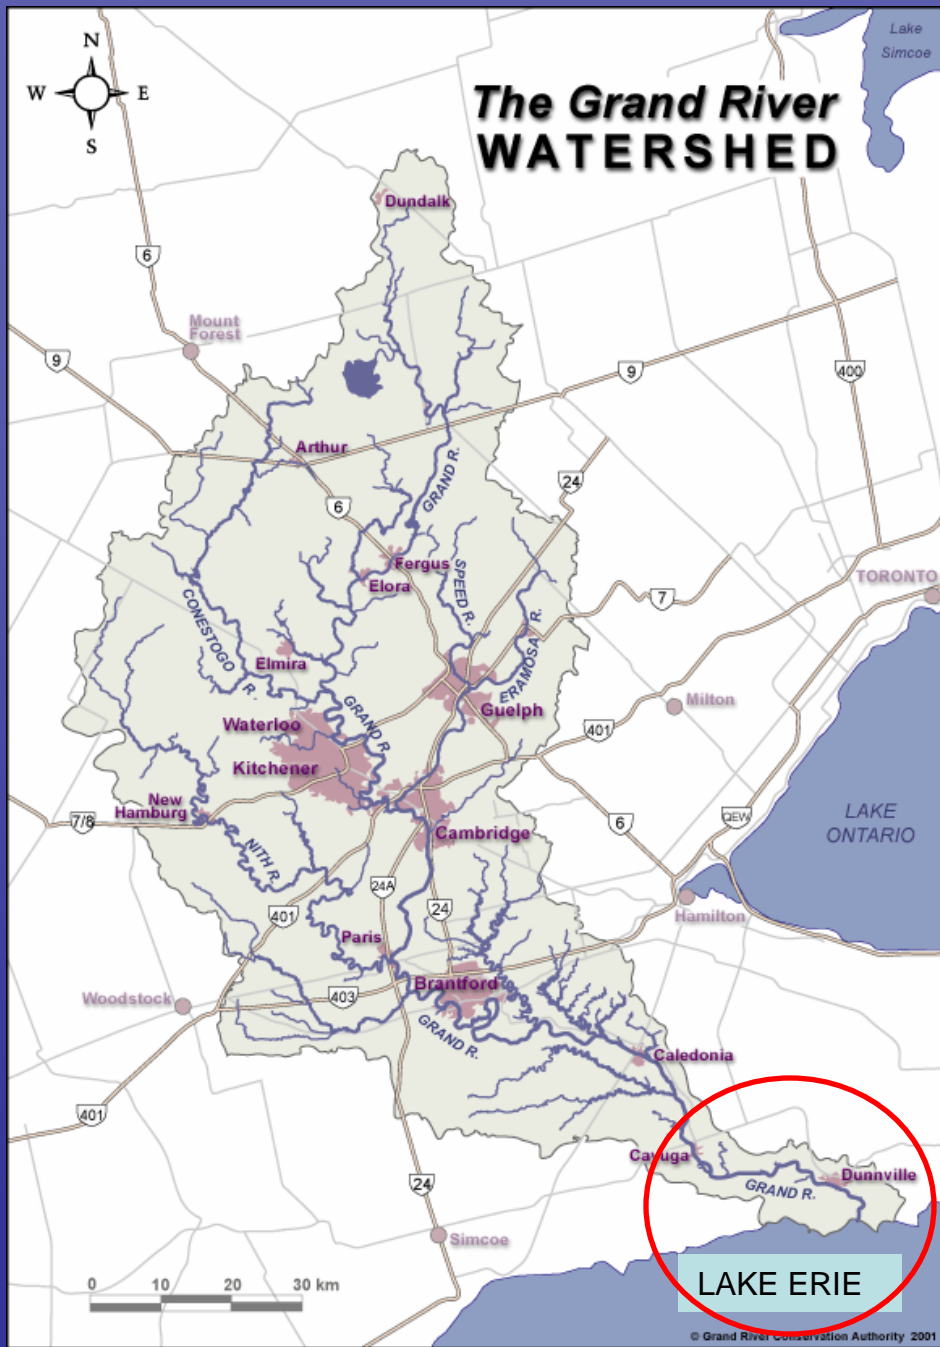 Lake
Simcoe
N
W
E
S
The Grand River
WATERSHED
Dundalk
6
Mount
Forest
9
9
400
Arthur
GRAND R.
24
6
Fergus
Elora
SPEED R.
TORONTO
7
CONESTOGO R.
ERAMOSA R.
Elmira
GRAND R.
Guelph
Milton
Waterloo
401
Kitchener
New
Hamburg
7/8
6
QEW
LAKE
ONTARIO
Cambridge
NITH R.
24A
24
401
Hamilton
Paris
Brantford
403
Woodstock
GRAND R.
Caledonia
401
Cayuga
Dunnville
24
GRAND R.
Simcoe
0 10 20 30 km
LAKE ERIE
© Grand River Conservation Authority 2001